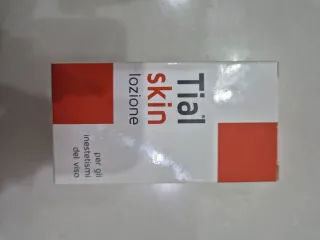 Tial
skin
lozione
per gli
inestetismi
del viso